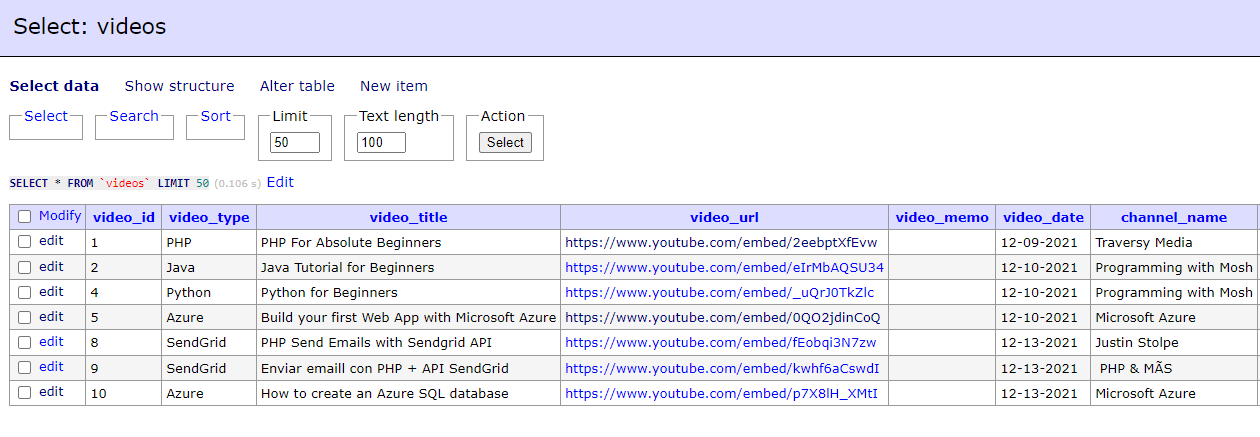 Select: videos
Select data Show structure Alter table New item
Select Search Sort Limit Text length Action
50 100 Select
SELECT * FROM `videos` LIMIT 50 (0.106 s) Edit
Modify video_id video_type video_title video_url video_memo video_date channel_name
edit 1 PHP PHP For Absolute Beginners https://www.youtube.com/embed/2eebptXfEvw 12-09-2021 Traversy Media
edit 2 Java Java Tutorial for Beginners https://www.youtube.com/embed/eIrMbAQSU34 12-10-2021 Programming with Mosh
edit 4 Python Python for Beginners https://www.youtube.com/embed/_uQrJ0TkZlc 12-10-2021 Programming with Mosh
edit 5 Azure Build your first Web App with Microsoft Azure https://www.youtube.com/embed/0QO2jdinCoQ 12-10-2021 Microsoft Azure
edit 8 SendGrid PHP Send Emails with Sendgrid API https://www.youtube.com/embed/fEobqi3N7zw 12-13-2021 Justin Stolpe
edit 9 SendGrid Enviar emaill con PHP + API SendGrid https://www.youtube.com/embed/kwhf6aCswdI 12-13-2021 PHP & MÃS
edit 10 Azure How to create an Azure SQL database https://www.youtube.com/embed/p7X8lH_XMtI 12-13-2021 Microsoft Azure